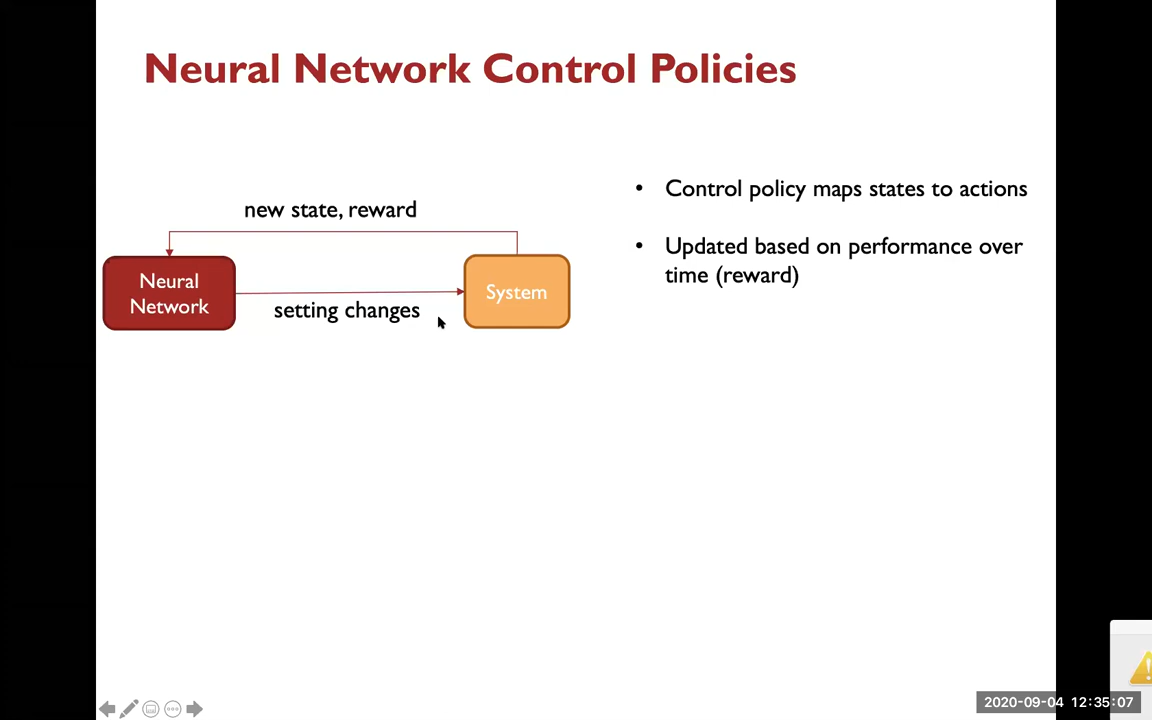 Neural Network Control Policies
new state, reward
Neural
Network
setting changes
System
• Control policy maps states to actions
• Updated based on performance over
time (reward)
2020-09-04 12:35:07